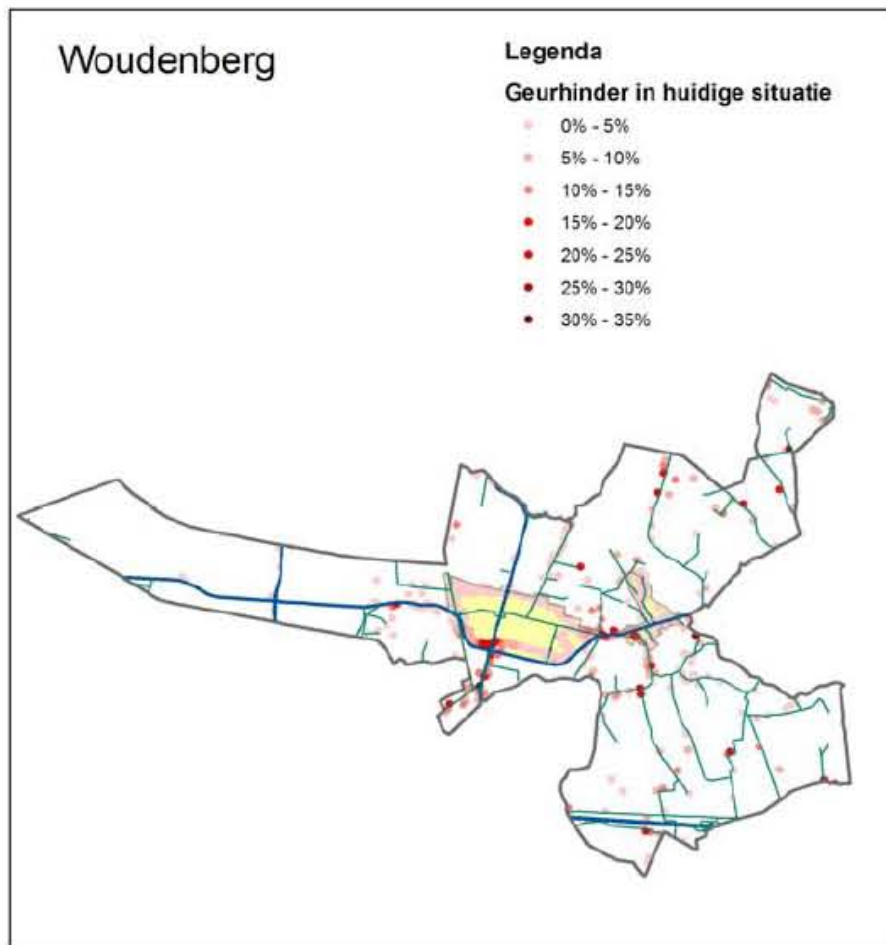 Woudenberg
Legenda
Geurhinder in huidige situatie
0% - 5%
5% - 10%
10% - 15%
15% - 20%
20% - 25%
25% - 30%
30% - 35%